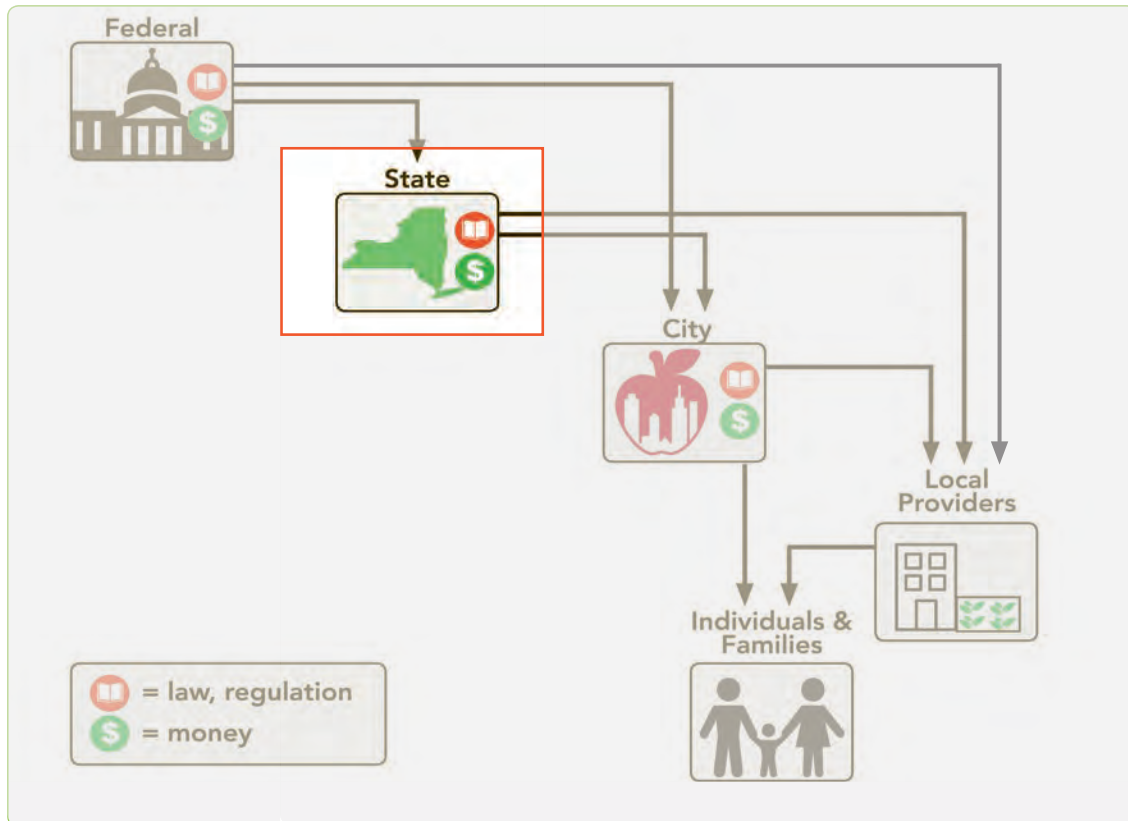 Federal
$
State
$
City
$
Local
Providers
Individuals &
Families
= law, regulation
$ = money